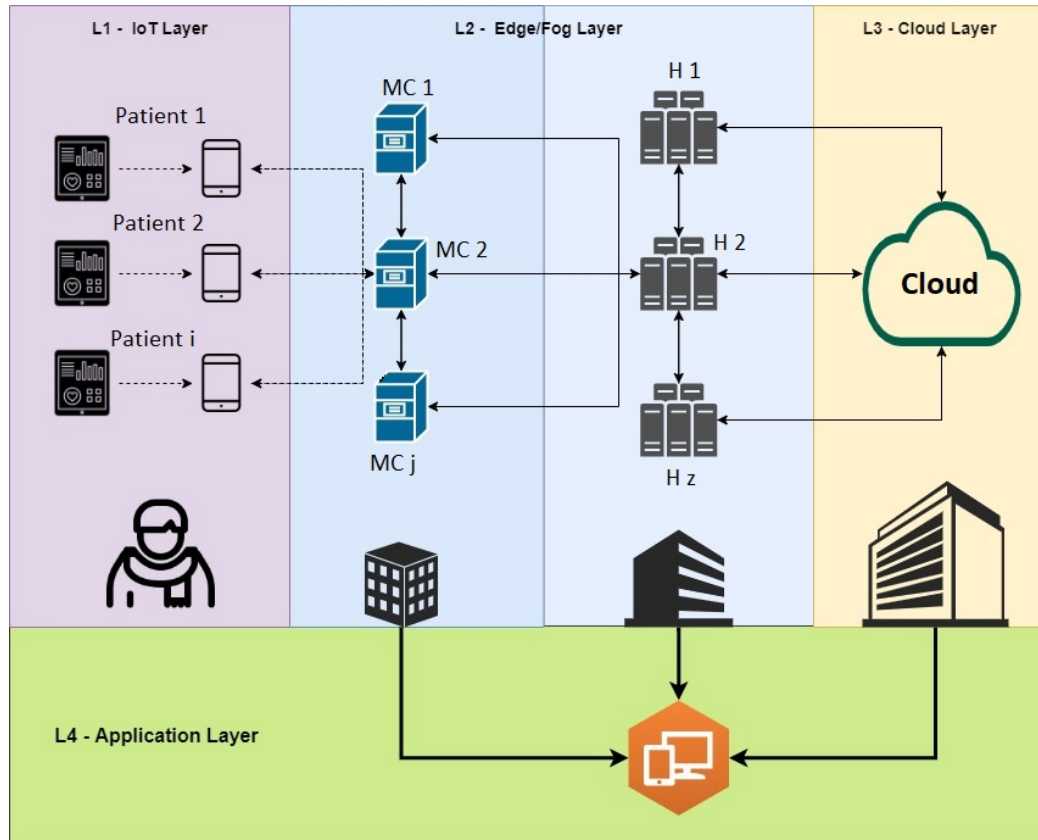 L1 - IoT Layer
L2 - Edge/Fog Layer
L3 - Cloud Layer
MC 1
H 1
Patient 1
Patient 2
MC 2
H 2
Cloud
Patient i
MC j
H z
L4 - Application Layer